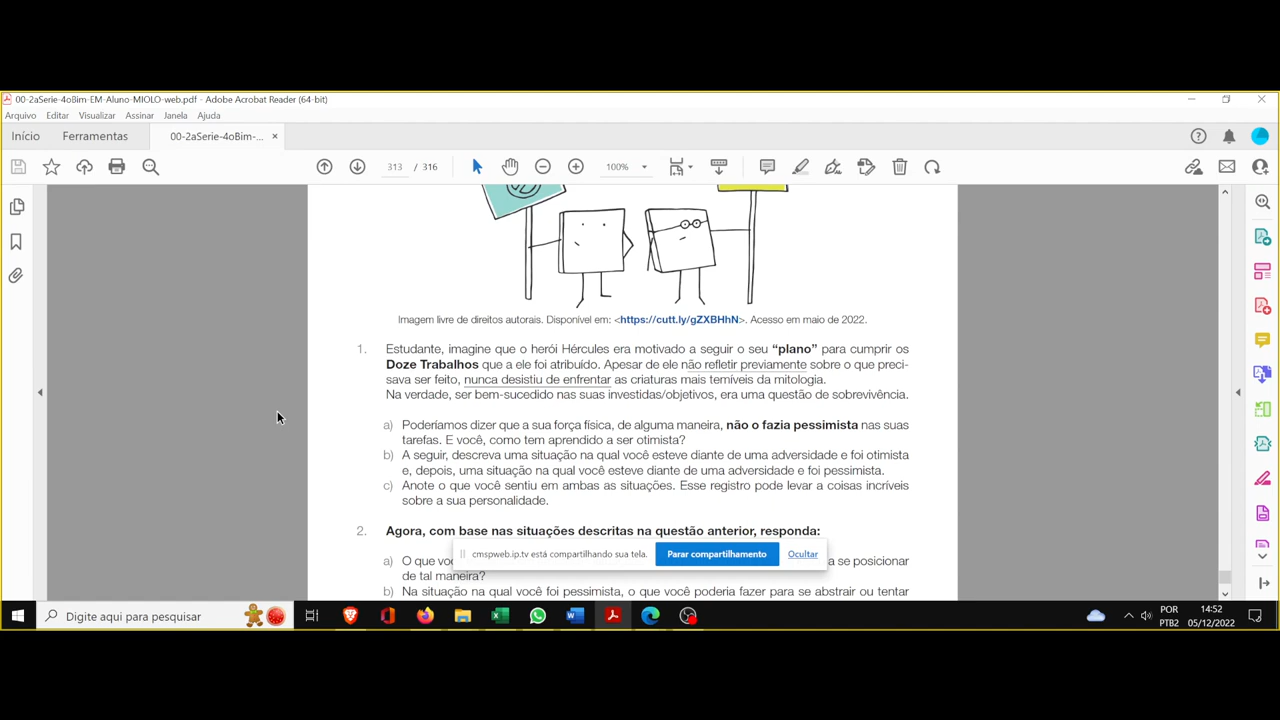 00-2aSerie-4oBim-EM-Aluno-MIOLO-web.pdf - Adobe Acrobat Reader (64-bit)
Arquivo Editar Visualizar Assinar Janela Ajuda
Início Ferramentas 00-2aSerie-4oBim-... ×
313 / 316 100%
Imagem livre de direitos autorais. Disponível em: <https://cutt.ly/gZXBHhN>. Acesso em maio de 2022.
1. Estudante, imagine que o herói Hércules era motivado a seguir o seu “plano” para cumprir os
Doze Trabalhos que a ele foi atribuído. Apesar de ele não refletir previamente sobre o que preci-
sava ser feito, nunca desistiu de enfrentar as criaturas mais temíveis da mitologia.
Na verdade, ser bem-sucedido nas suas investidas/objetivos, era uma questão de sobrevivência.
a) Poderíamos dizer que a sua força física, de alguma maneira, não o fazia pessimista nas suas
tarefas. E você, como tem aprendido a ser otimista?
b) A seguir, descreva uma situação na qual você esteve diante de uma adversidade e foi otimista
e, depois, uma situação na qual você esteve diante de uma adversidade e foi pessimista.
c) Anote o que você sentiu em ambas as situações. Esse registro pode levar a coisas incríveis
sobre a sua personalidade.
2. Agora, com base nas situações descritas na questão anterior, responda:
cmspweb.ip.tv está compartilhando sua tela. Parar compartilhamento Ocultar
a) O que voc a se posicionar
de tal maneira?
b) Na situação na qual você foi pessimista, o que você poderia fazer para se abstrair ou tentar
Digite aqui para pesquisar
POR 14:52
PTB2 05/12/2022